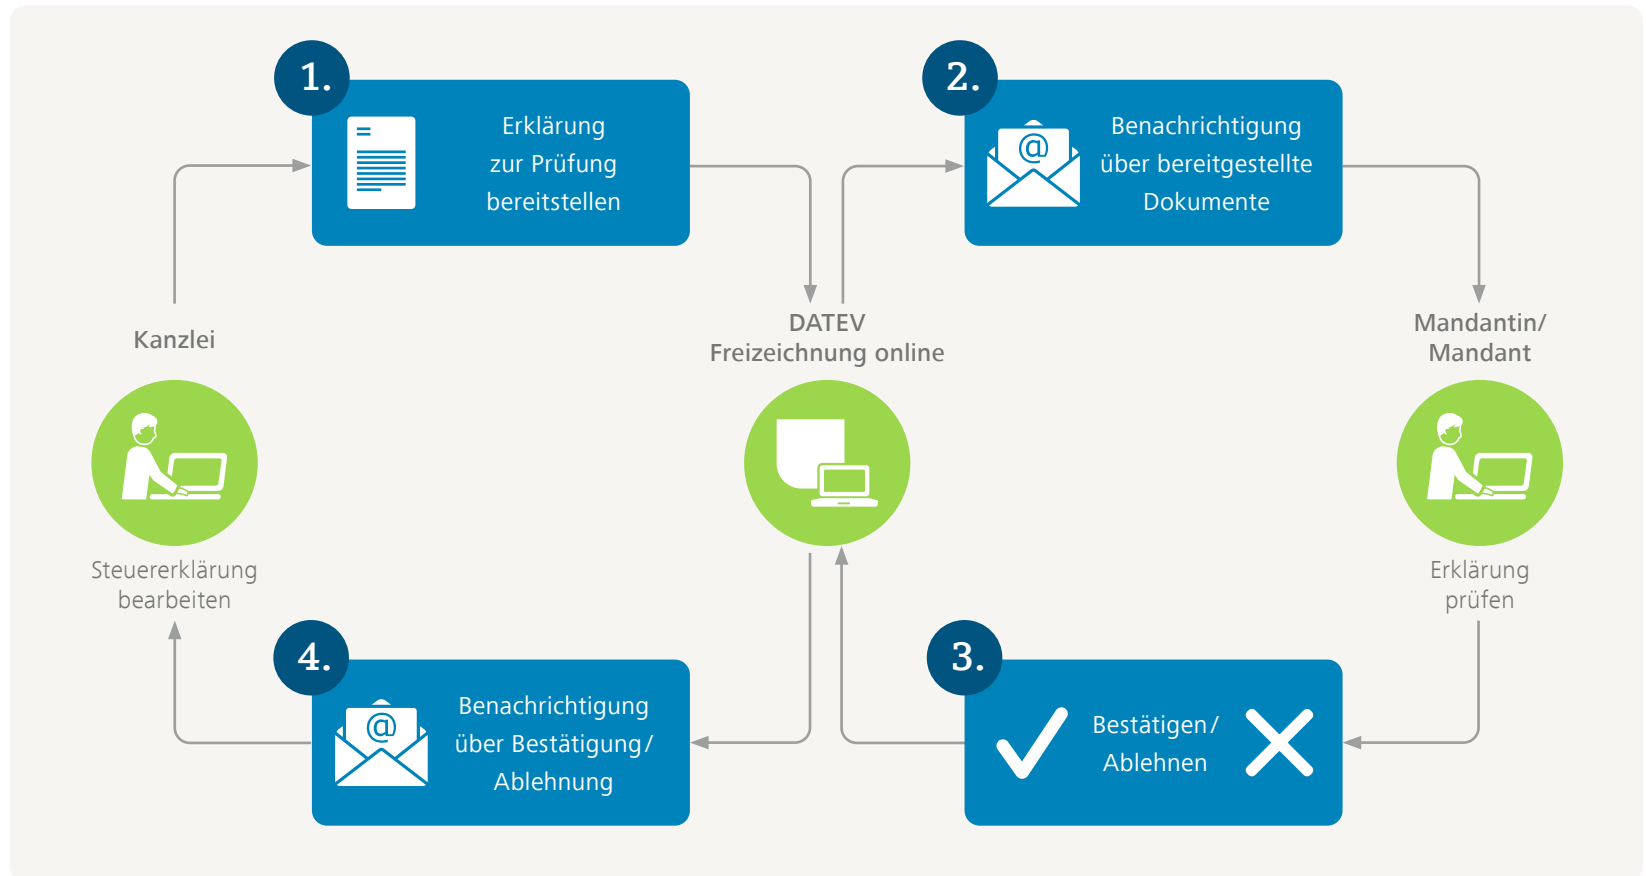 1.
Erklärung
zur Prüfung
bereitstellen
2.
@
Benachrichtigung
über bereitgestellte
Dokumente
Kanzlei
DATEV
Freizeichnung online
Mandantin/
Mandant
Steuererklärung
bearbeiten
Erklärung
prüfen
3.
Bestätigen/
Ablehnen
4.
@
Benachrichtigung
über Bestätigung/
Ablehnung